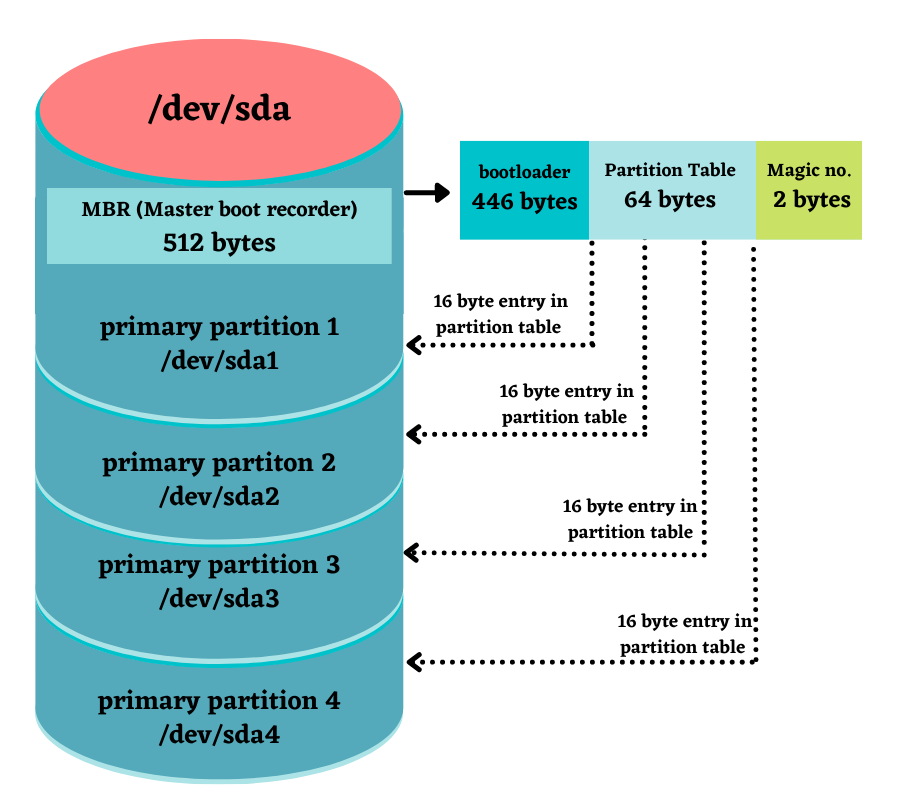 /dev/sda
MBR (Master boot recorder)
512 bytes
bootloader
446 bytes
Partition Table
64 bytes
Magic no.
2 bytes
primary partition 1
/dev/sda1
16 byte entry in
partition table
primary partiton 2
/dev/sda2
16 byte entry in
partition table
primary partition 3
/dev/sda3
16 byte entry in
partition table
primary partition 4
/dev/sda4
16 byte entry in
partition table